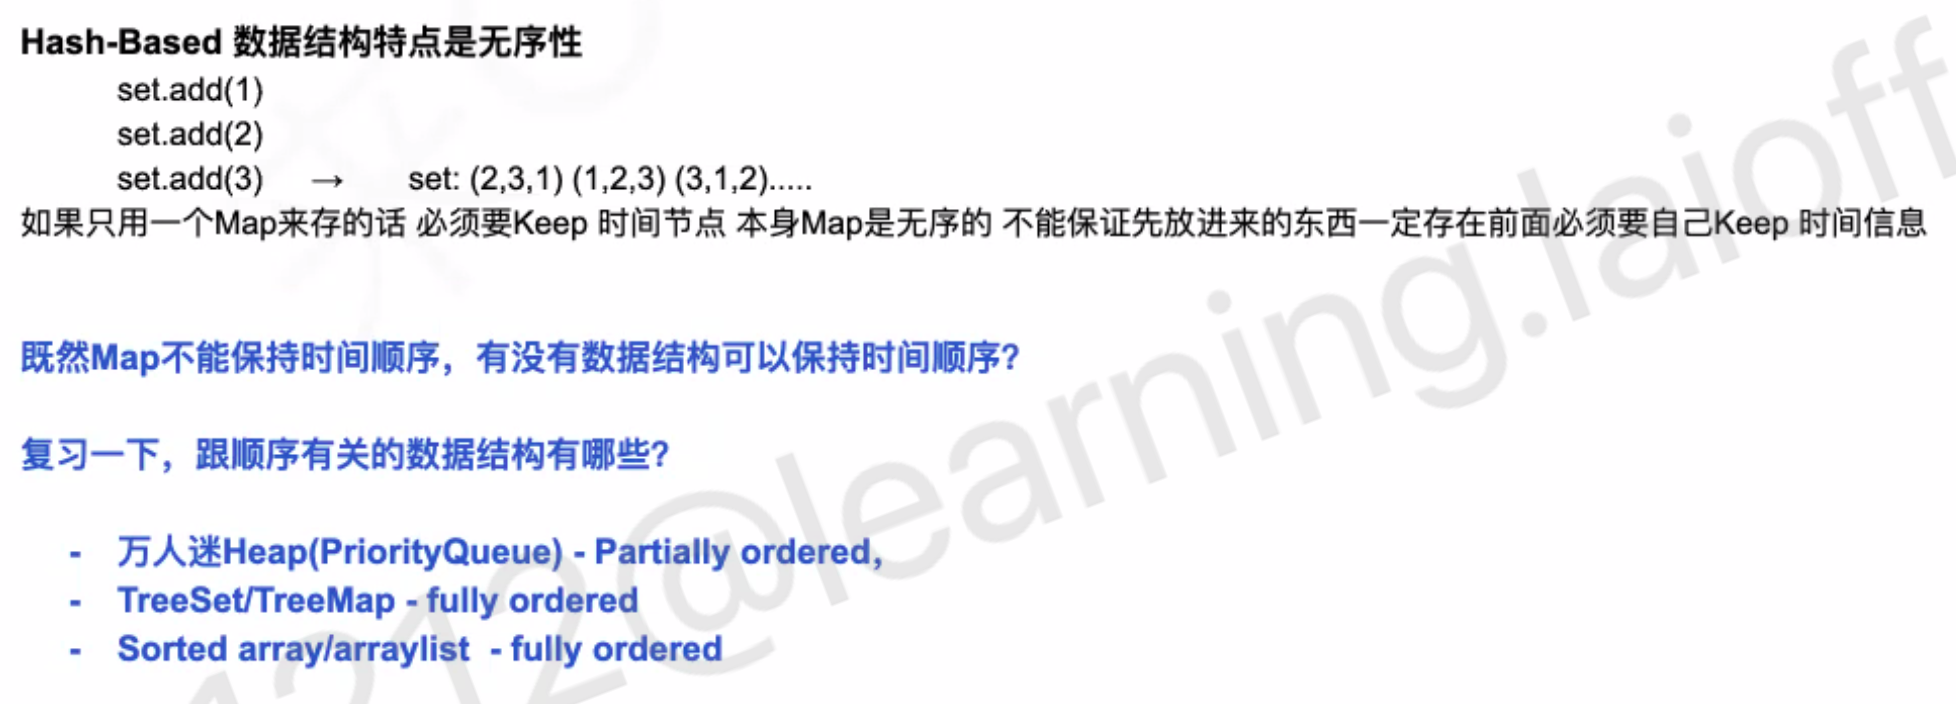 Hash-Based 数据结构特点是无序性
set.add(1)
set.add(2)
set.add(3) → set: (2,3,1) (1,2,3) (3,1,2).....
如果只用一个Map来存的话 必须要Keep 时间节点 本身Map是无序的 不能保证先放进来的东西一定存在前面必须要自己Keep 时间信息
既然Map不能保持时间顺序，有没有数据结构可以保持时间顺序?
复习一下，跟顺序有关的数据结构有哪些?
- 万人迷Heap(PriorityQueue) - Partially ordered,
- TreeSet/TreeMap - fully ordered
- Sorted array/arraylist - fully ordered
1212@learning.laioff